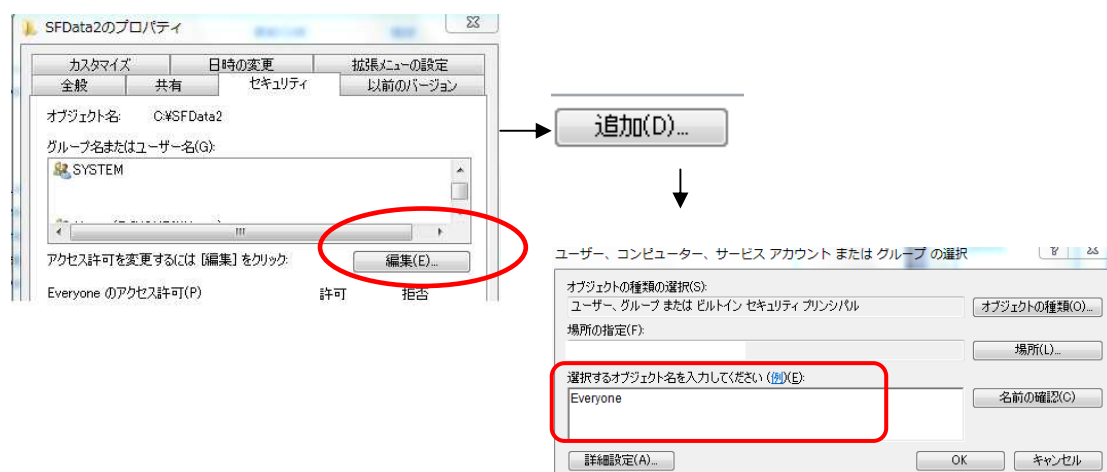 SFData2のプロパティ
カスタマイズ 日時の変更 拡張メニューの設定
全般 共有 セキュリティ 以前のバージョン
オブジェクト名: C:¥SFData2
グループ名またはユーザー名(G):
SYSTEM
アクセス許可を変更するには [編集] をクリック: 編集(E)...
Everyone のアクセス許可(P) 許可 拒否
追加(D)...
ユーザー、コンピューター、サービス アカウント または グループ の選択
オブジェクトの種類の選択(S):
ユーザー、グループ または ビルトイン セキュリティ プリンシパル オブジェクトの種類(O)...
場所の指定(F):
場所(L)...
選択するオブジェクト名を入力してください (例)(E):
Everyone 名前の確認(C)
詳細設定(A)... OK キャンセル